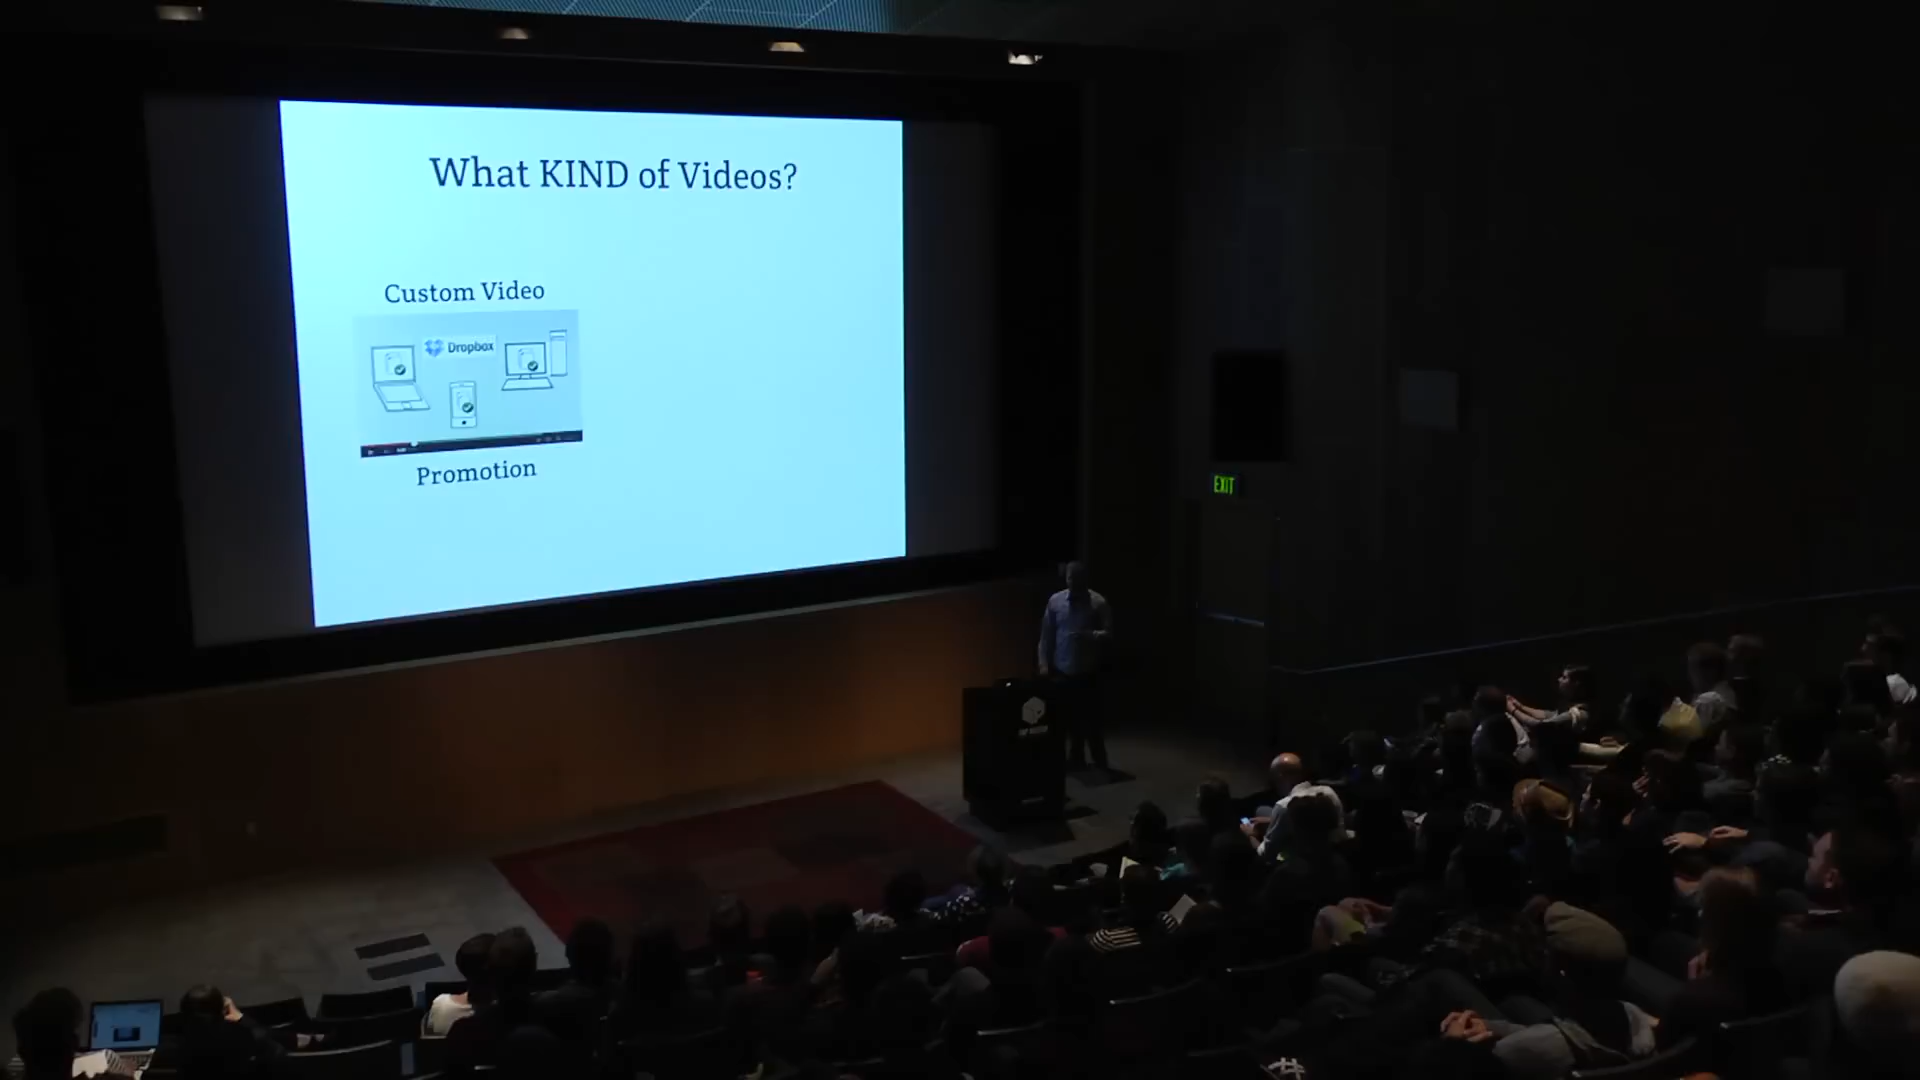 What KIND of Videos?
Custom Video
Dropbox
Promotion
EXIT